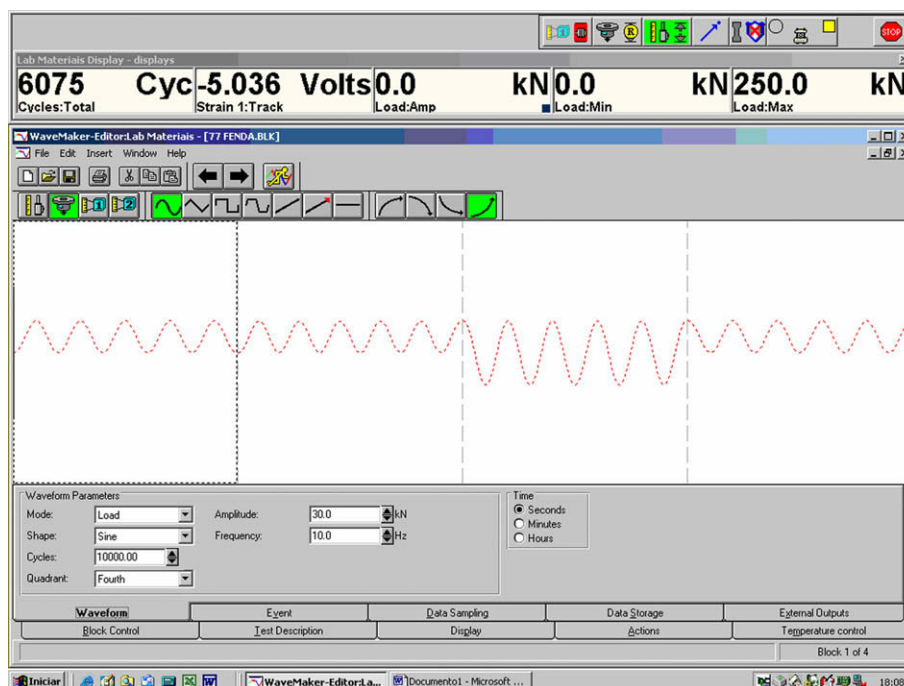 STOP
Lab Materiais Display - displays
6075 Cyc -5.036 Volts 0.0 kN 0.0 kN 250.0 kN
Cycles:Total Strain 1:Track Load:Amp Load:Min Load:Max
WaveMaker-Editor:Lab Materiais - [77 FENDA.BLK]
File Edit Insert Window Help
1 2
Waveform Parameters Time
Mode: Load Amplitude: 30.0 kN Seconds
Shape: Sine Frequency: 10.0 Hz Minutes
Cycles: 10000.00 Hours
Quadrant: Fourth
Waveform Event Data Sampling Data Storage External Outputs
Block Control Test Description Display Actions Temperature control
Block 1 of 4
Iniciar WaveMaker-Editor:La... Documento1 - Microsoft ... 18:08